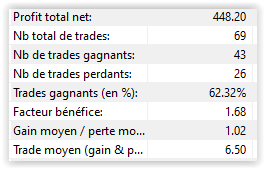 Profit total net: 448.20
Nb total de trades: 69
Nb de trades gagnants: 43
Nb de trades perdants: 26
Trades gagnants (en %): 62.32%
Facteur bénéfice: 1.68
Gain moyen / perte mo... 1.02
Trade moyen (gain & p... 6.50